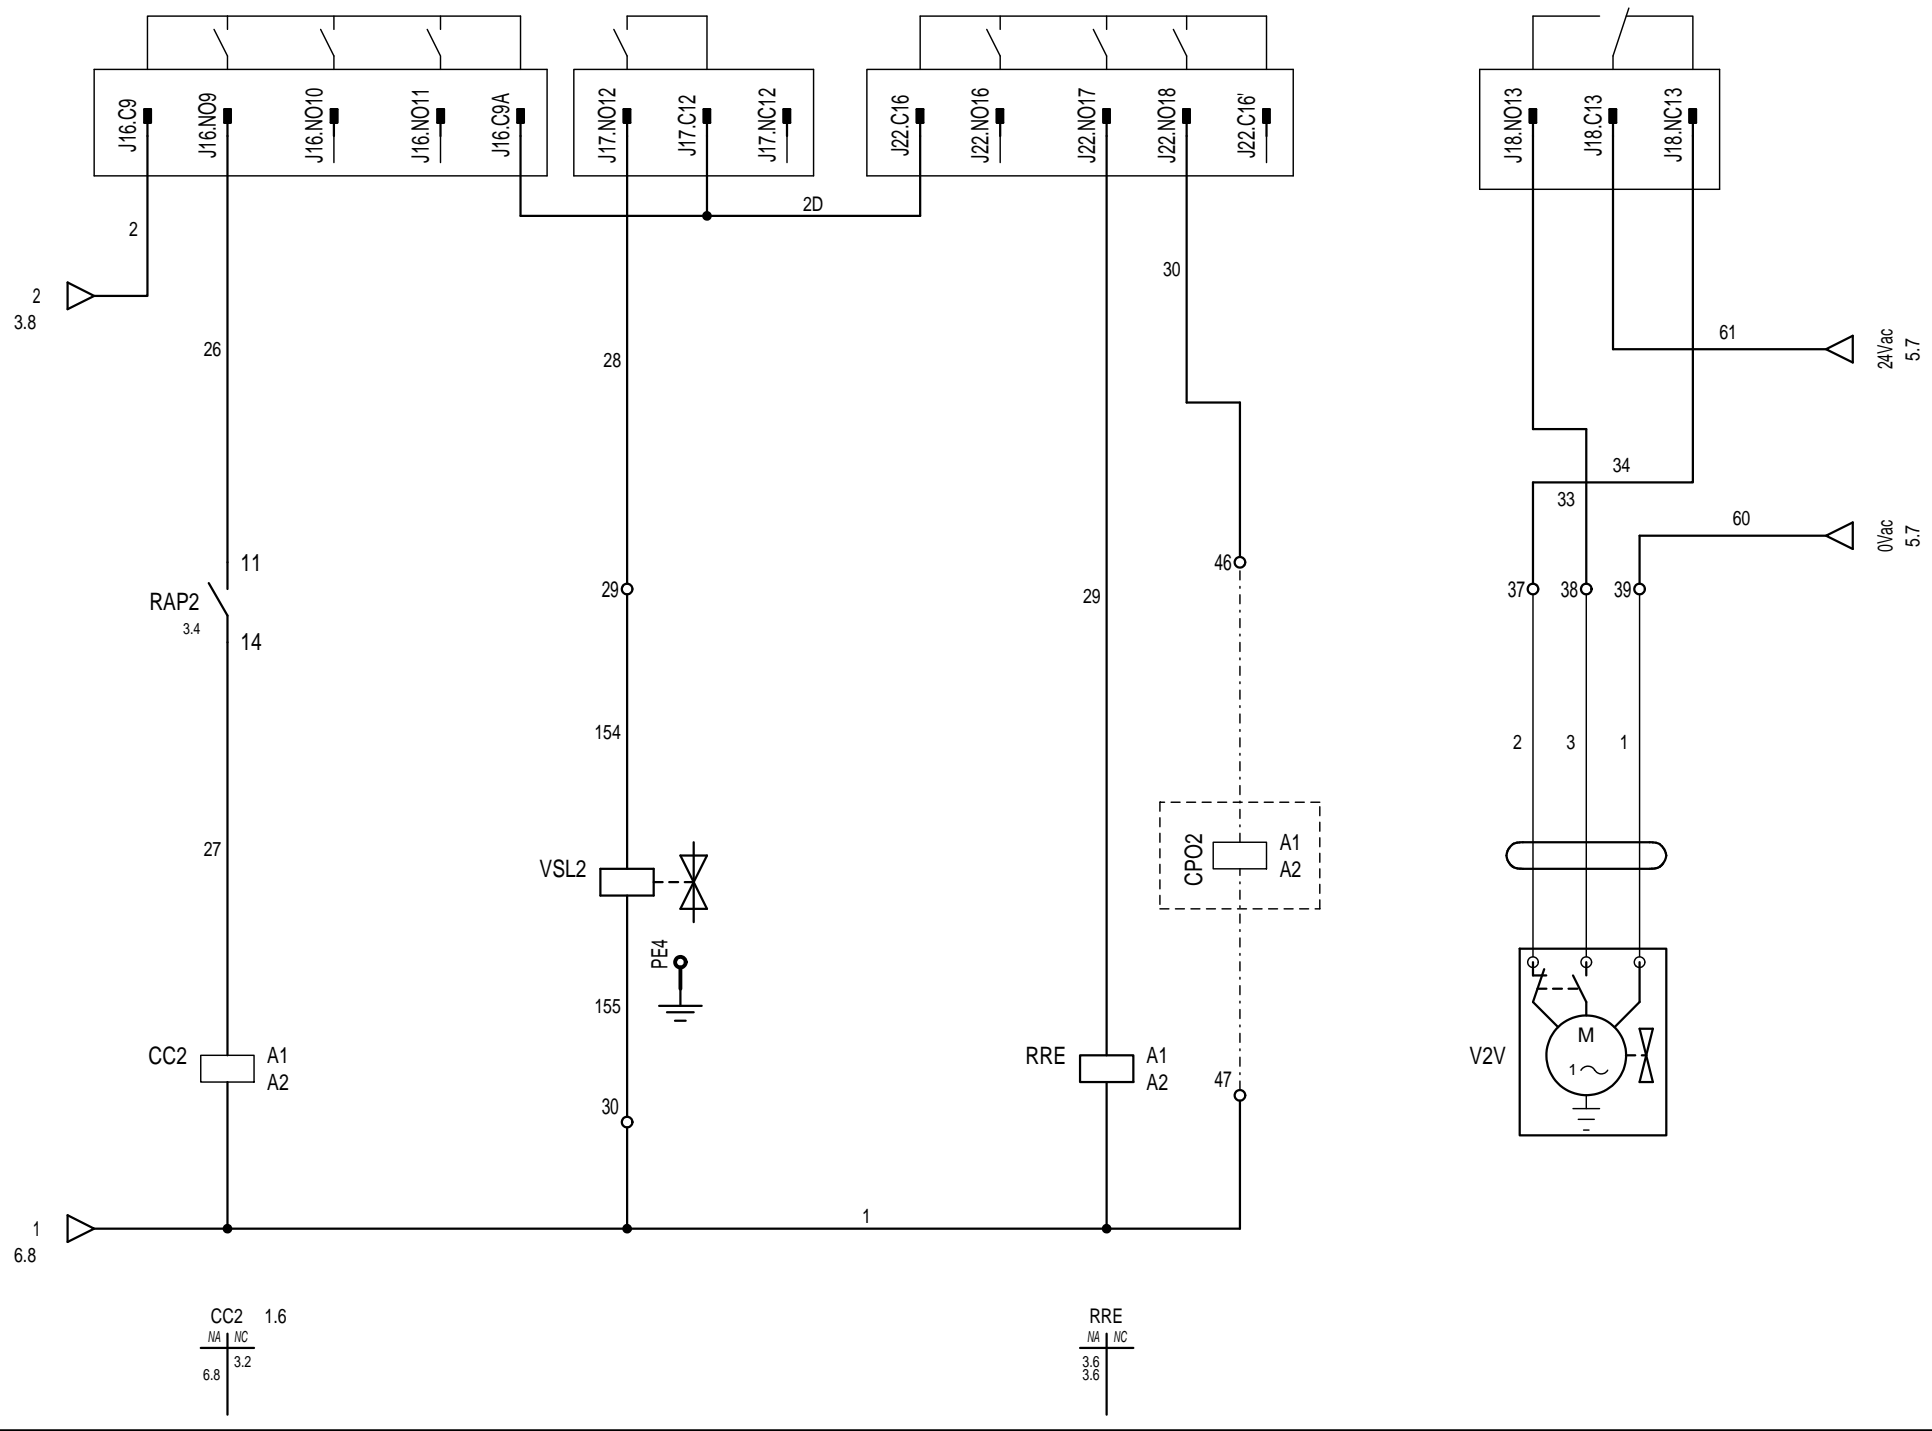 J16.C9
J16.NO9
J16.NO10
J16.NO11
J16.C9A
J17.NO12
J17.C12
J17.NC12
J22.C16
J22.NO16
J22.NO17
J22.NO18
J22.C16'
J18.NO13
J18.C13
J18.NC13
2D
2
30
2
3.8
61
24Vac
5.7
26
28
34
33
60
0Vac
5.7
11
46
RAP2
29
29
37
38
39
3.4
14
154
2
3
1
27
VSL2
CPO2
A1
A2
PE4
155
CC2
A1
A2
RRE
A1
A2
V2V
M
1
47
30
1
6.8
1
CC2 1.6
NA NC
3.2
6.8
RRE
NA NC
3.6
3.6